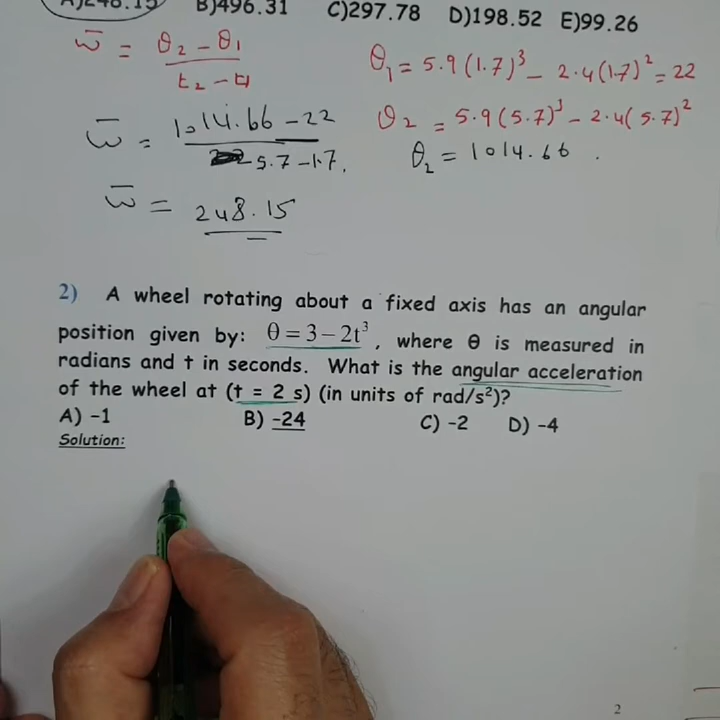 A)248.15 B)496.31 C)297.78 D)198.52 E)99.26
ω̄ = θ2 − θ1 / t2 − t1
θ1 = 5.9(1.7)³ − 2.4(1.7)² = 22
ω̄ = 1014.66 − 22 / 5.7 − 1.7
θ2 = 5.9(5.7)³ − 2.4(5.7)²
θ2 = 1014.66
ω̄ = 248.15
2) A wheel rotating about a fixed axis has an angular
position given by: θ = 3 − 2t³, where θ is measured in
radians and t in seconds. What is the angular acceleration
of the wheel at (t = 2 s) (in units of rad/s²)?
A) -1 B) -24 C) -2 D) -4
Solution:
2